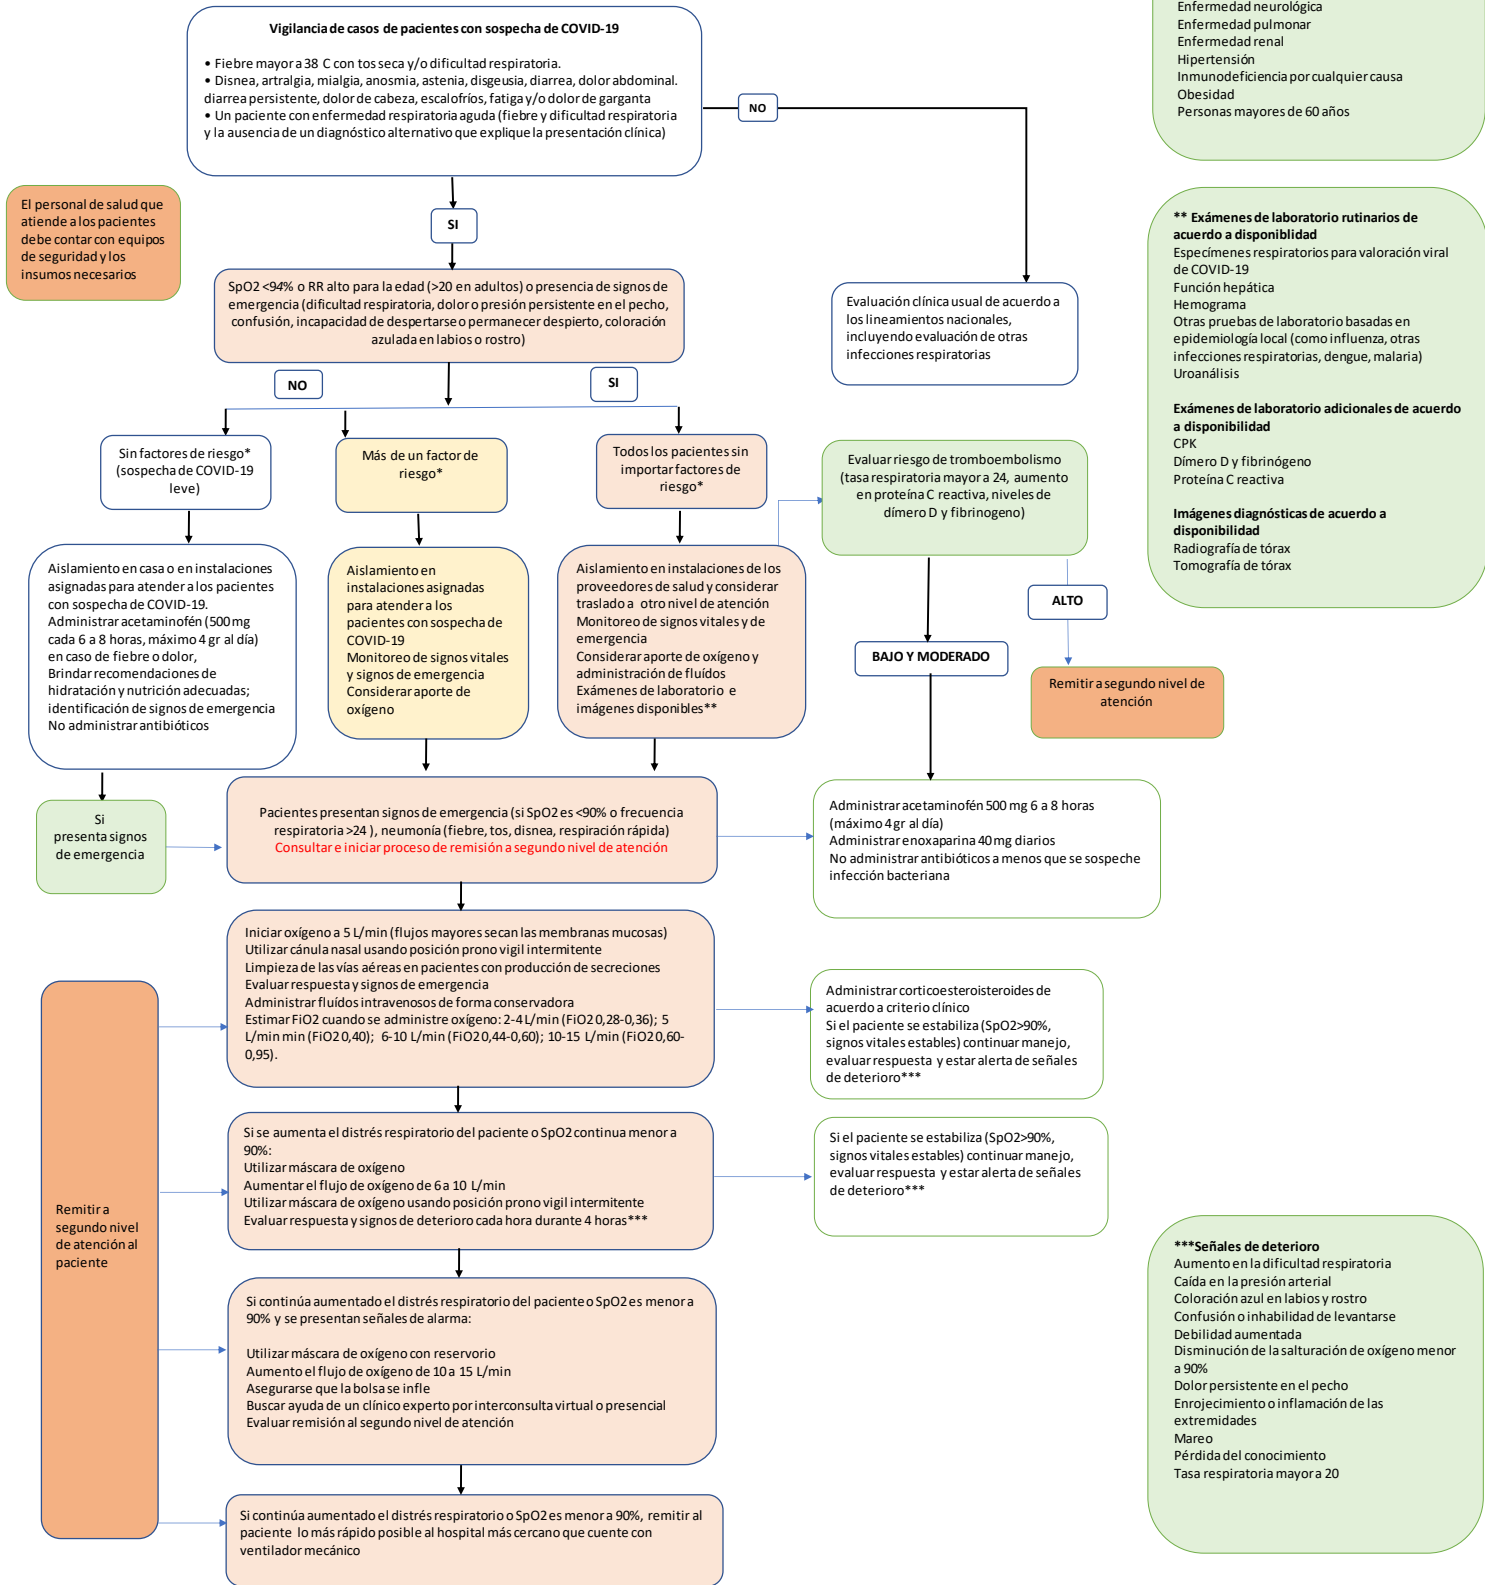 Vigilancia de casos de pacientes con sospecha de COVID-19
• Fiebre mayor a 38 C con tos seca y/o dificultad respiratoria.
• Disnea, artralgia, mialgia, anosmia, astenia, disgeusia, diarrea, dolor abdominal.
diarrea persistente, dolor de cabeza, escalofríos, fatiga y/o dolor de garganta
• Un paciente con enfermedad respiratoria aguda (fiebre y dificultad respiratoria
y la ausencia de un diagnóstico alternativo que explique la presentación clínica)
NO
Enfermedad neurológica
Enfermedad pulmonar
Enfermedad renal
Hipertensión
Inmunodeficiencia por cualquier causa
Obesidad
Personas mayores de 60 años
El personal de salud que
atiende a los pacientes
debe contar con equipos
de seguridad y los
insumos necesarios
SI
SpO2 <94% o RR alto para la edad (>20 en adultos) o presencia de signos de
emergencia (dificultad respiratoria, dolor o presión persistente en el pecho,
confusión, incapacidad de despertarse o permanecer despierto, coloración
azulada en labios o rostro)
Evaluación clínica usual de acuerdo a
los lineamientos nacionales,
incluyendo evaluación de otras
infecciones respiratorias
** Exámenes de laboratorio rutinarios de
acuerdo a disponiblidad
Especímenes respiratorios para valoración viral
de COVID-19
Función hepática
Hemograma
Otras pruebas de laboratorio basadas en
epidemiología local (como influenza, otras
infecciones respiratorias, dengue, malaria)
Uroanálisis
Exámenes de laboratorio adicionales de acuerdo
a disponibilidad
CPK
Dímero D y fibrinógeno
Proteína C reactiva
Imágenes diagnósticas de acuerdo a
disponibilidad
Radiografía de tórax
Tomografía de tórax
NO
SI
Sin factores de riesgo*
(sospecha de COVID-19
leve)
Más de un factor de
riesgo*
Todos los pacientes sin
importar factores de
riesgo*
Evaluar riesgo de tromboembolismo
(tasa respiratoria mayor a 24, aumento
en proteína C reactiva, niveles de
dímero D y fibrinogeno)
Aislamiento en casa o en instalaciones
asignadas para atender a los pacientes
con sospecha de COVID-19.
Administrar acetaminofén (500 mg
cada 6 a 8 horas, máximo 4 gr al día)
en caso de fiebre o dolor,
Brindar recomendaciones de
hidratación y nutrición adecuadas;
identificación de signos de emergencia
No administrar antibióticos
Aislamiento en
instalaciones asignadas
para atender a los
pacientes con sospecha de
COVID-19
Monitoreo de signos vitales
y signos de emergencia
Considerar aporte de
oxígeno
Aislamiento en instalaciones de los
proveedores de salud y considerar
traslado a otro nivel de atención
Monitoreo de signos vitales y de
emergencia
Considerar aporte de oxígeno y
administración de fluídos
Exámenes de laboratorio e
imágenes disponibles**
ALTO
BAJO Y MODERADO
Remitir a segundo nivel de
atención
Si
presenta signos
de emergencia
Pacientes presentan signos de emergencia (si SpO2 es <90% o frecuencia
respiratoria >24 ), neumonía (fiebre, tos, disnea, respiración rápida)
Consultar e iniciar proceso de remisión a segundo nivel de atención
Administrar acetaminofén 500 mg 6 a 8 horas
(máximo 4 gr al día)
Administrar enoxaparina 40 mg diarios
No administrar antibióticos a menos que se sospeche
infección bacteriana
Iniciar oxígeno a 5 L/min (flujos mayores secan las membranas mucosas)
Utilizar cánula nasal usando posición prono vigil intermitente
Limpieza de las vías aéreas en pacientes con producción de secreciones
Evaluar respuesta y signos de emergencia
Administrar fluídos intravenosos de forma conservadora
Estimar FiO2 cuando se administre oxígeno: 2-4 L/min (FiO2 0,28-0,36); 5
L/min min (FiO2 0,40); 6-10 L/min (FiO2 0,44-0,60); 10-15 L/min (FiO2 0,60-
0,95).
Administrar corticoesteroisteroides de
acuerdo a criterio clínico
Si el paciente se estabiliza (SpO2>90%,
signos vitales estables) continuar manejo,
evaluar respuesta y estar alerta de señales
de deterioro***
Remitir a
segundo nivel
de atención al
paciente
Si se aumenta el distrés respiratorio del paciente o SpO2 continua menor a
90%:
Utilizar máscara de oxígeno
Aumentar el flujo de oxígeno de 6 a 10 L/min
Utilizar máscara de oxígeno usando posición prono vigil intermitente
Evaluar respuesta y signos de deterioro cada hora durante 4 horas***
Si el paciente se estabiliza (SpO2>90%,
signos vitales estables) continuar manejo,
evaluar respuesta y estar alerta de señales
de deterioro***
Si continúa aumentado el distrés respiratorio del paciente o SpO2 es menor a
90% y se presentan señales de alarma:
Utilizar máscara de oxígeno con reservorio
Aumento el flujo de oxígeno de 10 a 15 L/min
Asegurarse que la bolsa se infle
Buscar ayuda de un clínico experto por interconsulta virtual o presencial
Evaluar remisión al segundo nivel de atención
***Señales de deterioro
Aumento en la dificultad respiratoria
Caída en la presión arterial
Coloración azul en labios y rostro
Confusión o inhabilidad de levantarse
Debilidad aumentada
Disminución de la salturación de oxígeno menor
a 90%
Dolor persistente en el pecho
Enrojecimiento o inflamación de las
extremidades
Mareo
Pérdida del conocimiento
Tasa respiratoria mayor a 20
Si continúa aumentado el distrés respiratorio o SpO2 es menor a 90%, remitir al
paciente lo más rápido posible al hospital más cercano que cuente con
ventilador mecánico